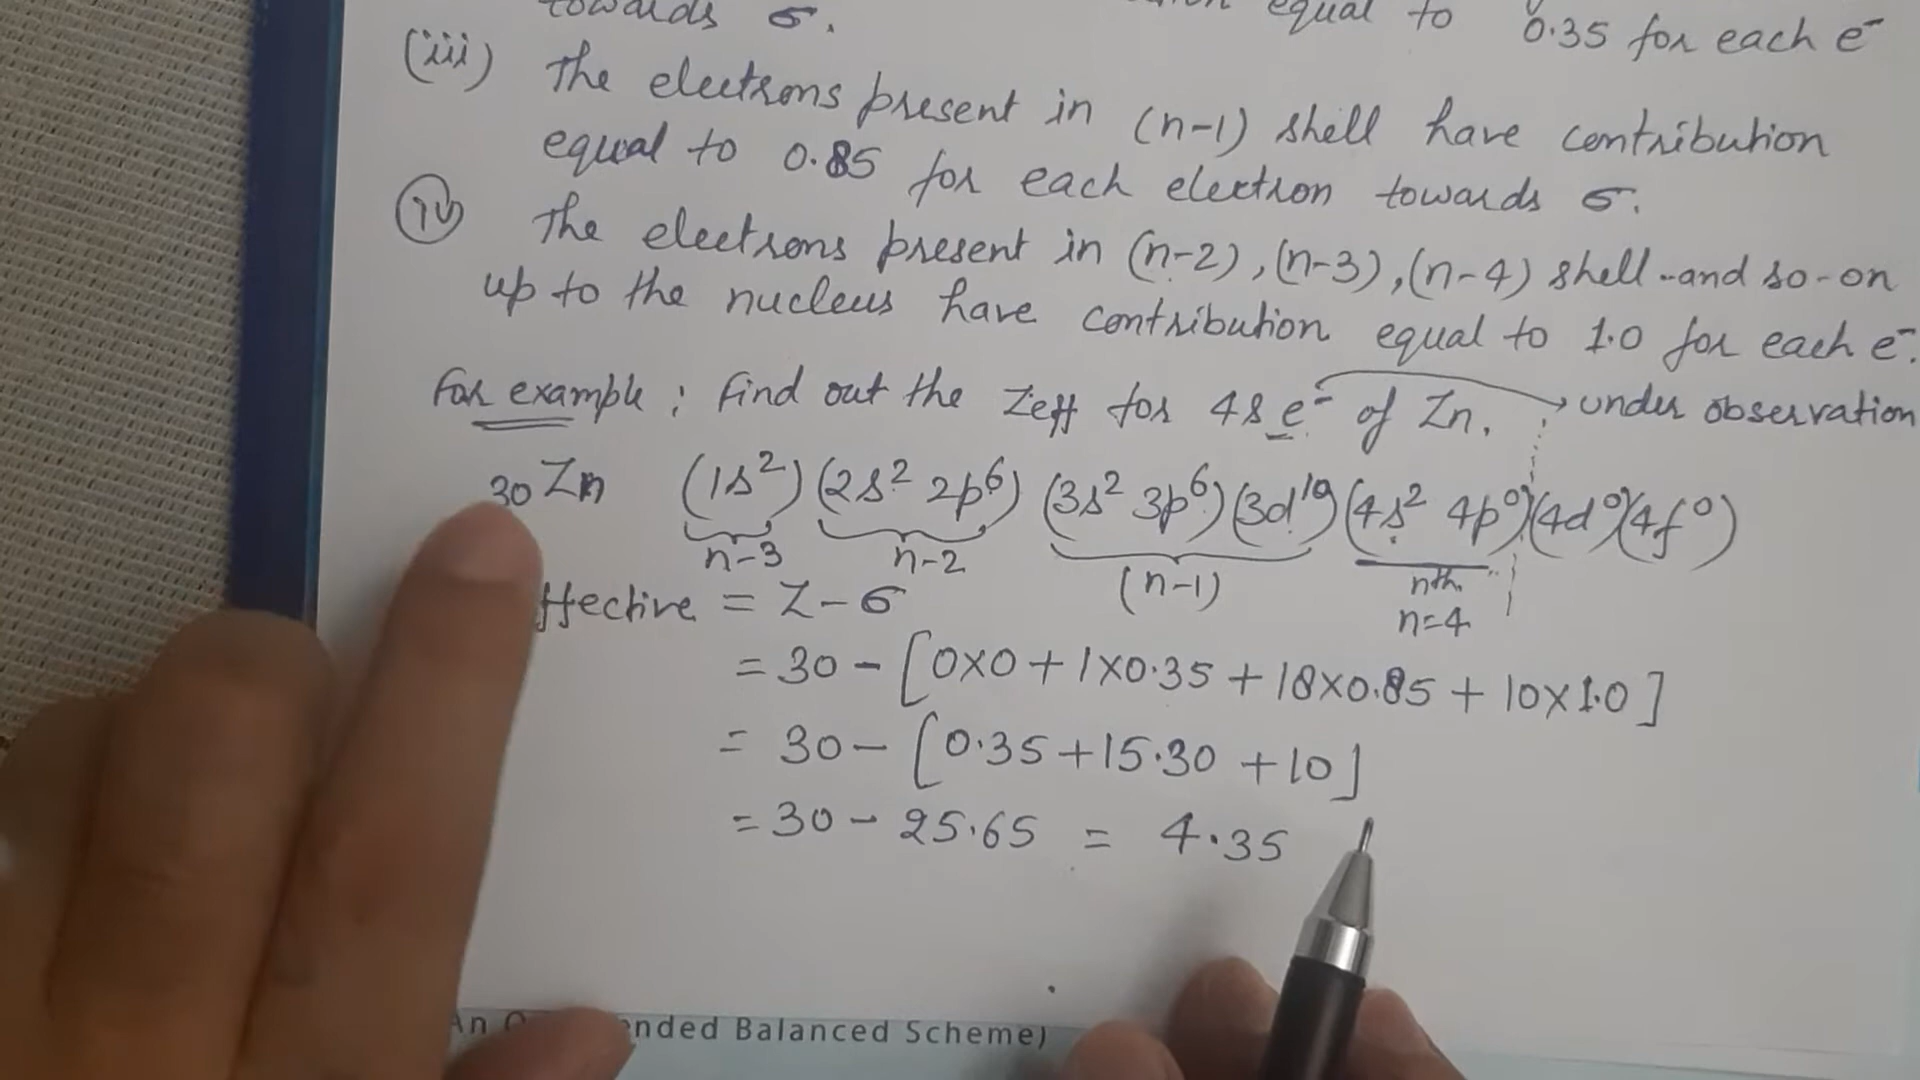 towards σ. equal to 0.35 for each e⁻
(iii) The electrons present in (n-1) shell have contribution
equal to 0.85 for each electron towards σ.
(iv) The electrons present in (n-2), (n-3), (n-4) shell -and so-on
up to the nucleus have contribution equal to 1.0 for each e⁻.
For example : Find out the Zeff for 4s e⁻ of Zn. → under observation
₃₀Zn (1s²) (2s² 2p⁶) (3s² 3p⁶) (3d¹⁰) (4s² 4p⁰) (4d⁰) (4f⁰)
n-3 n-2 (n-1) nth
n=4
ffective = Z - σ
= 30 - [0×0 + 1×0.35 + 18×0.85 + 10×1.0]
= 30 - [0.35 + 15.30 + 10]
= 30 - 25.65 = 4.35
An nded Balanced Scheme)